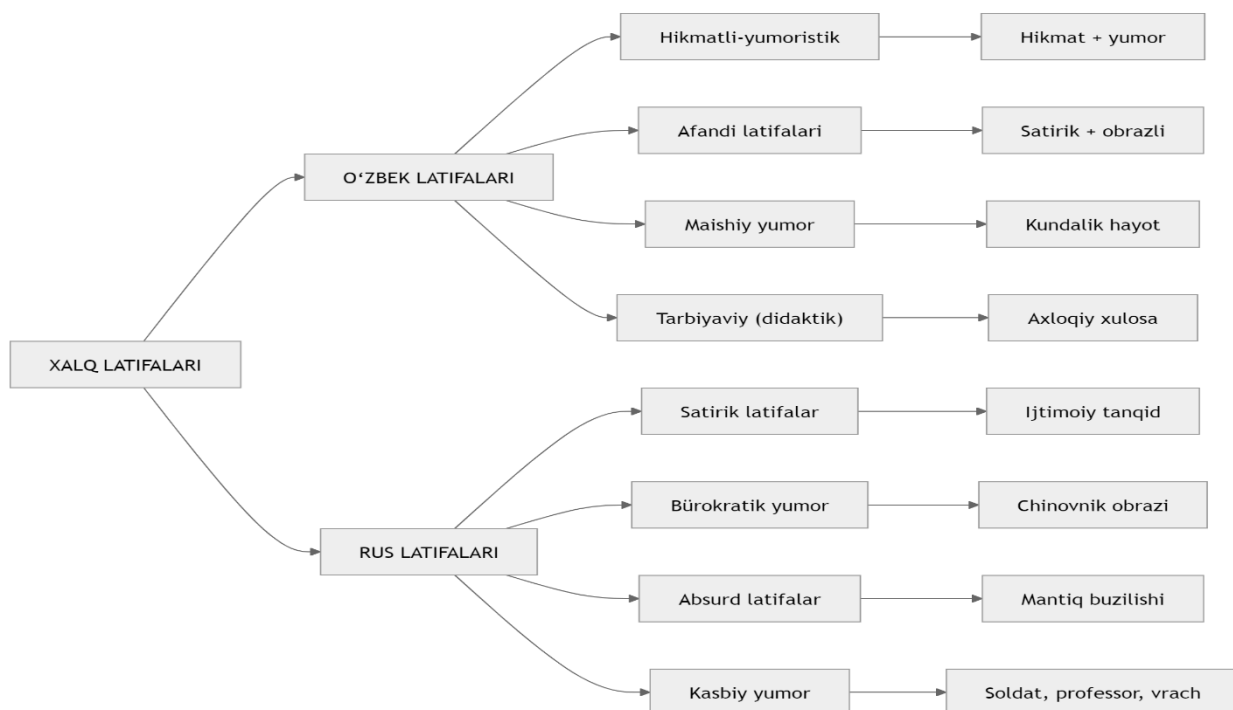 Hikmatli-yumoristik
Hikmat + yumor
Afandi latifalari
Satirik + obrazli
O‘ZBEK LATIFALARI
Maishiy yumor
Kundalik hayot
Tarbiyaviy (didaktik)
Axloqiy xulosa
XALQ LATIFALARI
Satirik latifalar
Ijtimoiy tanqid
Bürokratik yumor
Chinovnik obrazi
RUS LATIFALARI
Absurd latifalar
Mantiq buzilishi
Kasbiy yumor
Soldat, professor, vrach